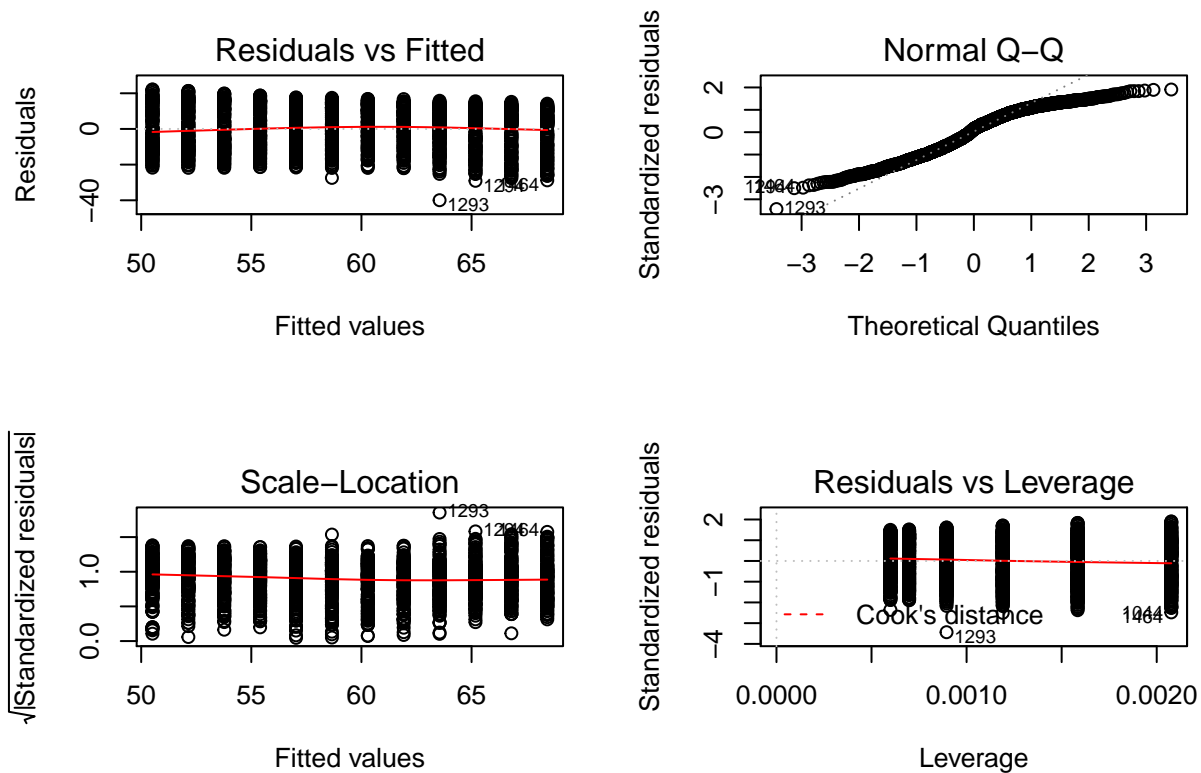 Residuals vs Fitted
Residuals
0
−40
1293
1464
50
55
60
65
Fitted values
Normal Q−Q
Standardized residuals
2
0
−3
1293
−3
−2
−1
0
1
2
3
Theoretical Quantiles
Scale−Location
√|Standardized residuals|
1.0
0.0
1293
1464
50
55
60
65
Fitted values
Residuals vs Leverage
Standardized residuals
2
−1
−4
Cook's distance
1293
1044
1464
0.0000
0.0010
0.0020
Leverage